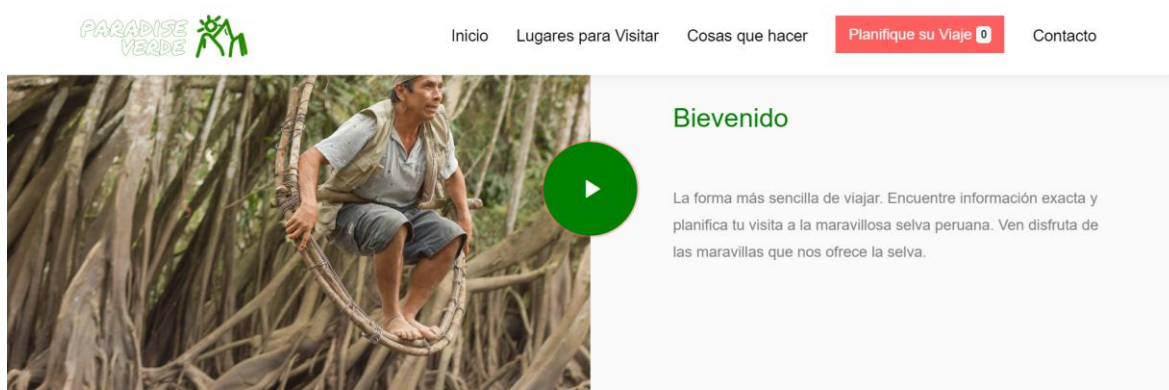 PARADISE
VERDE
Inicio Lugares para Visitar Cosas que hacer Planifique su Viaje 0 Contacto
Bievenido
La forma más sencilla de viajar. Encuentre información exacta y
planifica tu visita a la maravillosa selva peruana. Ven disfruta de
las maravillas que nos ofrece la selva.